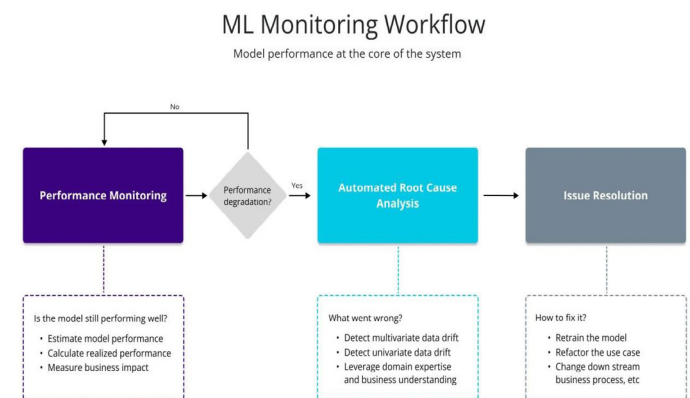 ML Monitoring Workflow
Model performance at the core of the system
No
Performance Monitoring
Performance
degradation?
Yes
Automated Root Cause
Analysis
Issue Resolution
Is the model still performing well?
• Estimate model performance
• Calculate realized performance
• Measure business impact
What went wrong?
• Detect multivariate data drift
• Detect univariate data drift
• Leverage domain expertise
and business understanding
How to fix it?
• Retrain the model
• Refactor the use case
• Change down stream
business process, etc